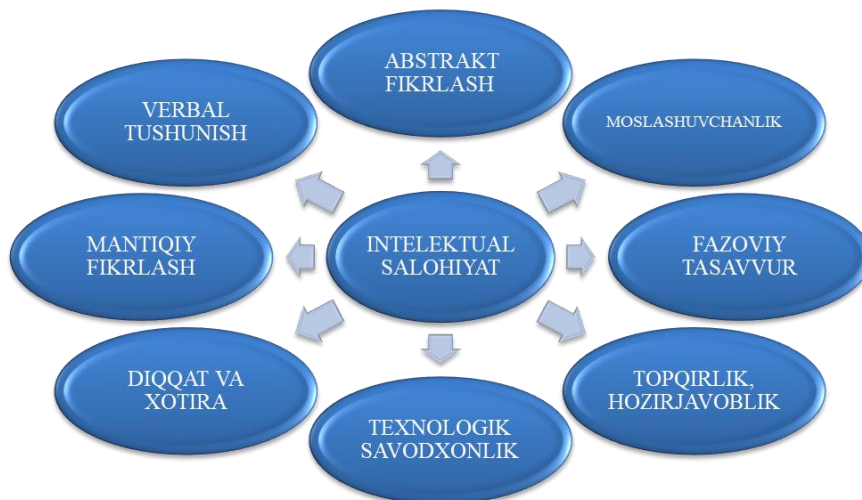 ABSTRAKT
FIKRLASH
VERBAL
TUSHUNISH
MOSLASHUVCHANLIK
MANTIQIY
FIKRLASH
INTELEKTUAL
SALOHIYAT
FAZOVIY
TASAVVUR
DIQQAT VA
XOTIRA
TOPQIRLIK,
HOZIRJAVOBLIK
TEXNOLOGIK
SAVODXONLIK